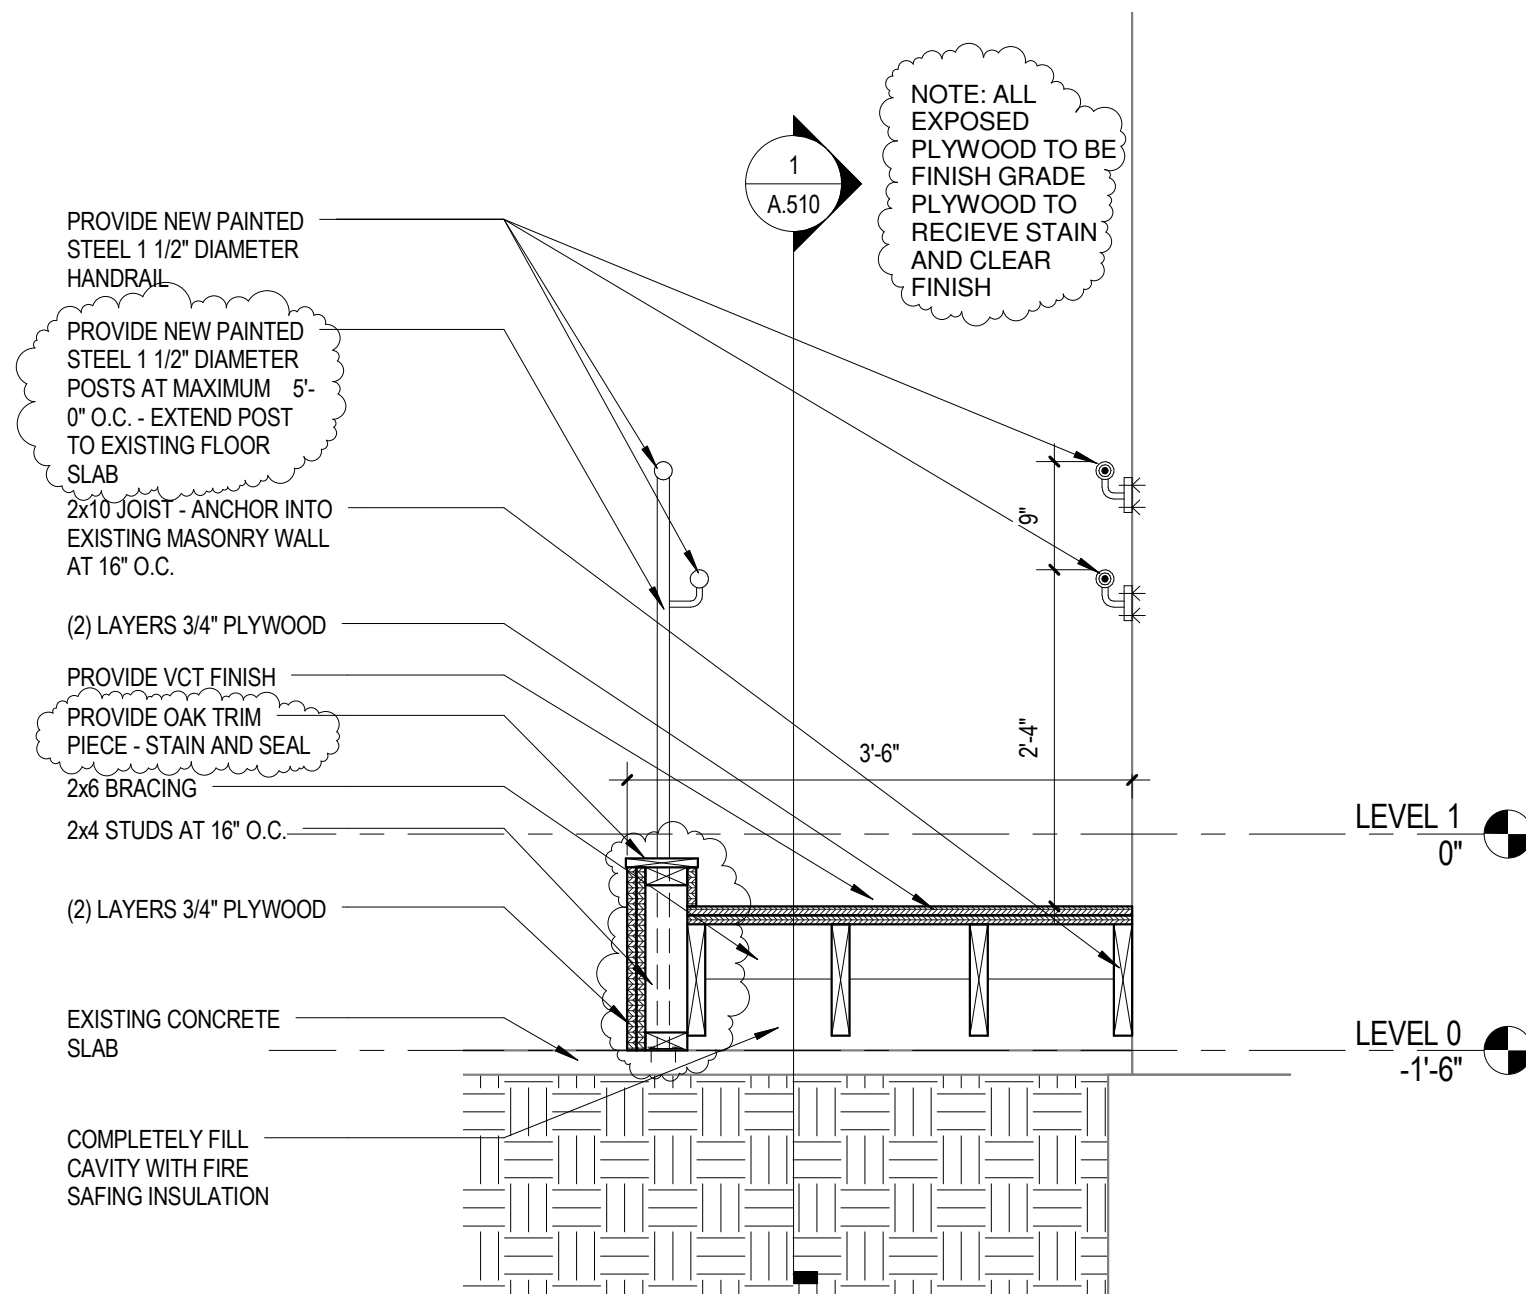 NOTE: ALL
EXPOSED
PLYWOOD TO BE
FINISH GRADE
PLYWOOD TO
RECIEVE STAIN
AND CLEAR
FINISH
1
A.510
PROVIDE NEW PAINTED
STEEL 1 1/2" DIAMETER
HANDRAIL
PROVIDE NEW PAINTED
STEEL 1 1/2" DIAMETER
POSTS AT MAXIMUM 5'-
0" O.C. - EXTEND POST
TO EXISTING FLOOR
SLAB
2x10 JOIST - ANCHOR INTO
EXISTING MASONRY WALL
AT 16" O.C.
(2) LAYERS 3/4" PLYWOOD
PROVIDE VCT FINISH
PROVIDE OAK TRIM
PIECE - STAIN AND SEAL
2x6 BRACING
2x4 STUDS AT 16" O.C.
(2) LAYERS 3/4" PLYWOOD
EXISTING CONCRETE
SLAB
COMPLETELY FILL
CAVITY WITH FIRE
SAFING INSULATION
9"
2'-4"
3'-6"
LEVEL 1
0"
LEVEL 0
-1'-6"